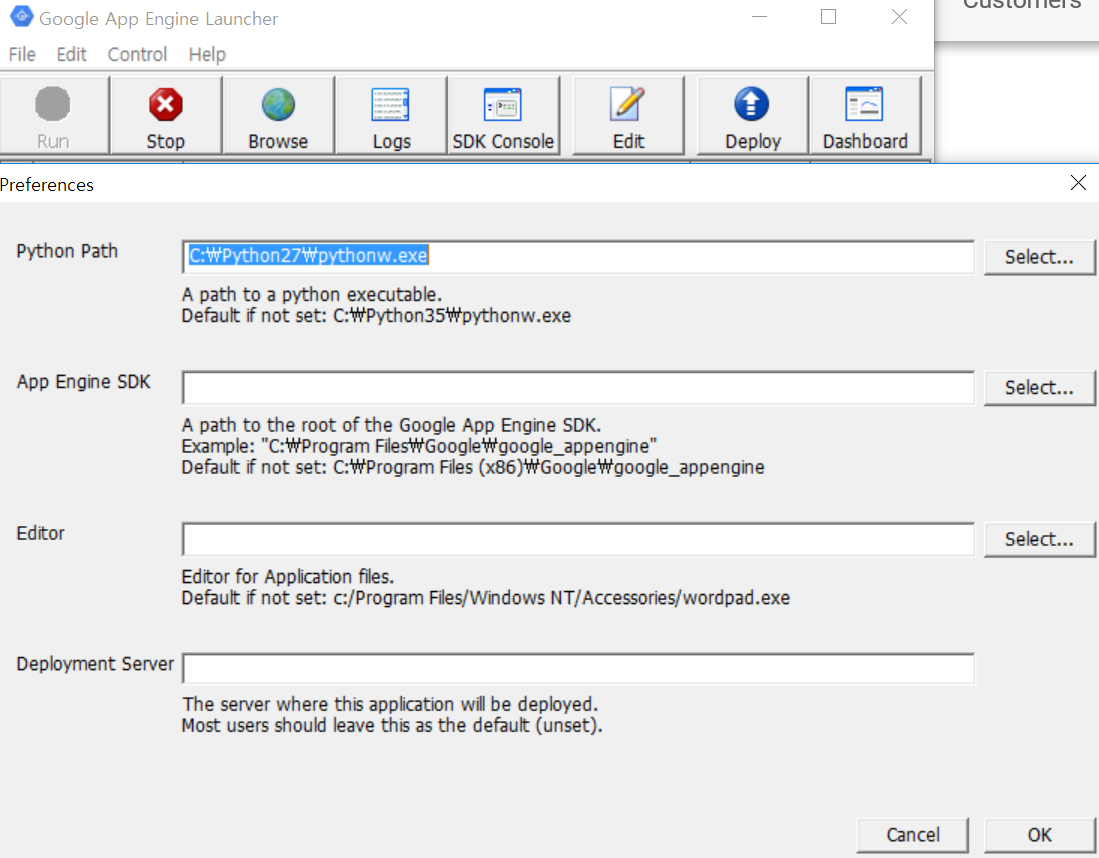 Customers
Google App Engine Launcher
File Edit Control Help
Run Stop Browse Logs SDK Console Edit Deploy Dashboard
Preferences
Python Path C:₩Python27₩pythonw.exe Select...
A path to a python executable.
Default if not set: C:₩Python35₩pythonw.exe
App Engine SDK Select...
A path to the root of the Google App Engine SDK.
Example: "C:₩Program Files₩Google₩google_appengine"
Default if not set: C:₩Program Files (x86)₩Google₩google_appengine
Editor Select...
Editor for Application files.
Default if not set: c:/Program Files/Windows NT/Accessories/wordpad.exe
Deployment Server
The server where this application will be deployed.
Most users should leave this as the default (unset).
Cancel OK